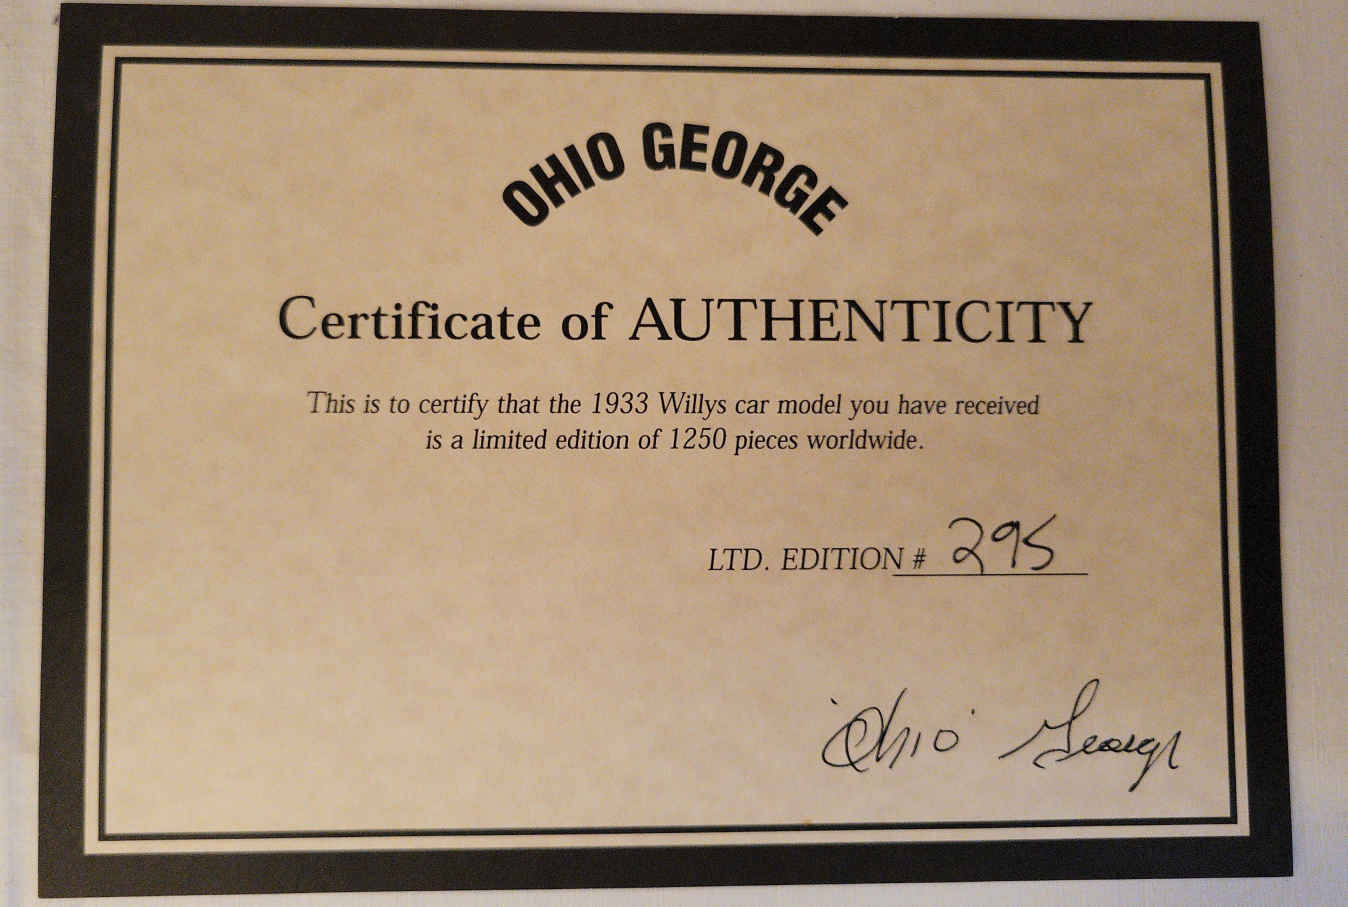 OHIO GEORGE
Certificate of AUTHENTICITY
This is to certify that the 1933 Willys car model you have received
is a limited edition of 1250 pieces worldwide.
LTD. EDITION # 295
"Ohio" George